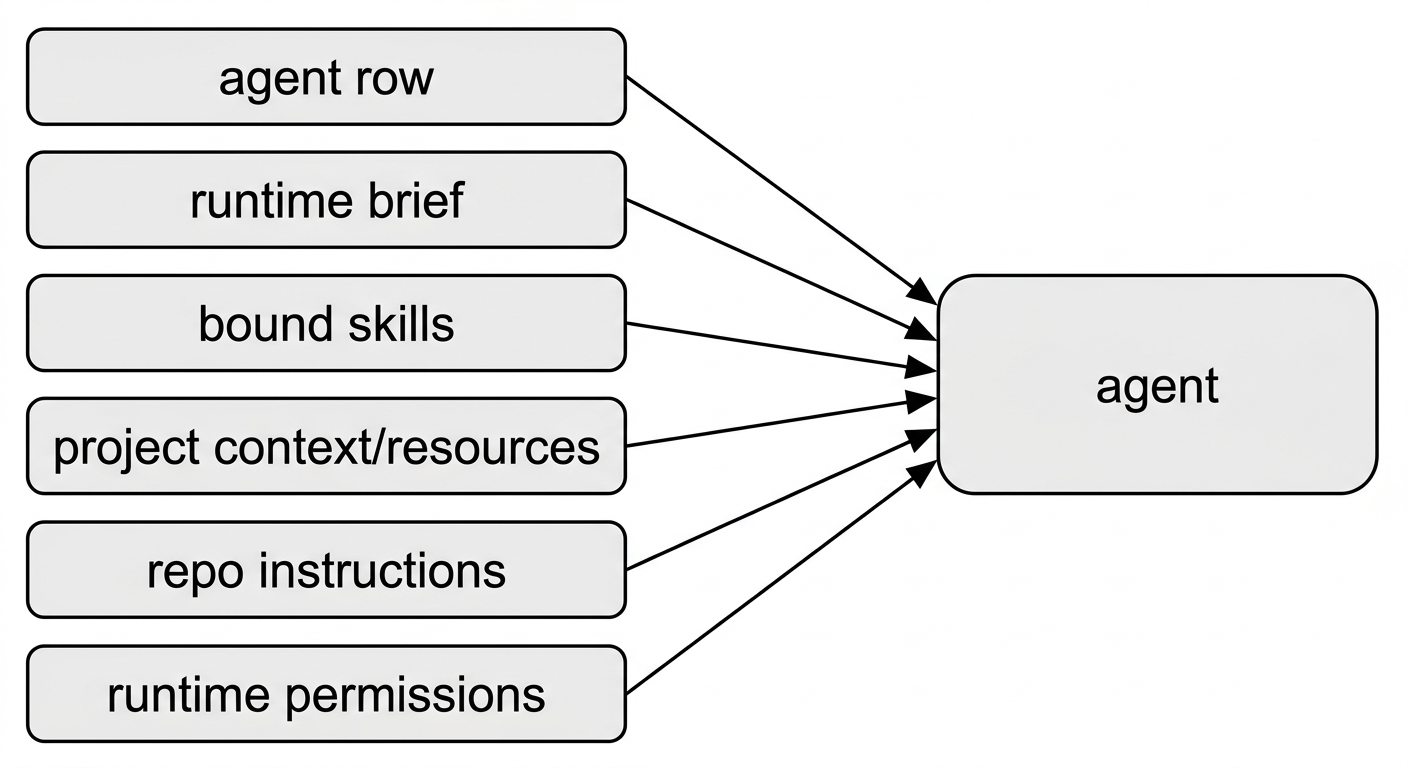 agent row
runtime brief
bound skills
project context/resources
repo instructions
runtime permissions
agent